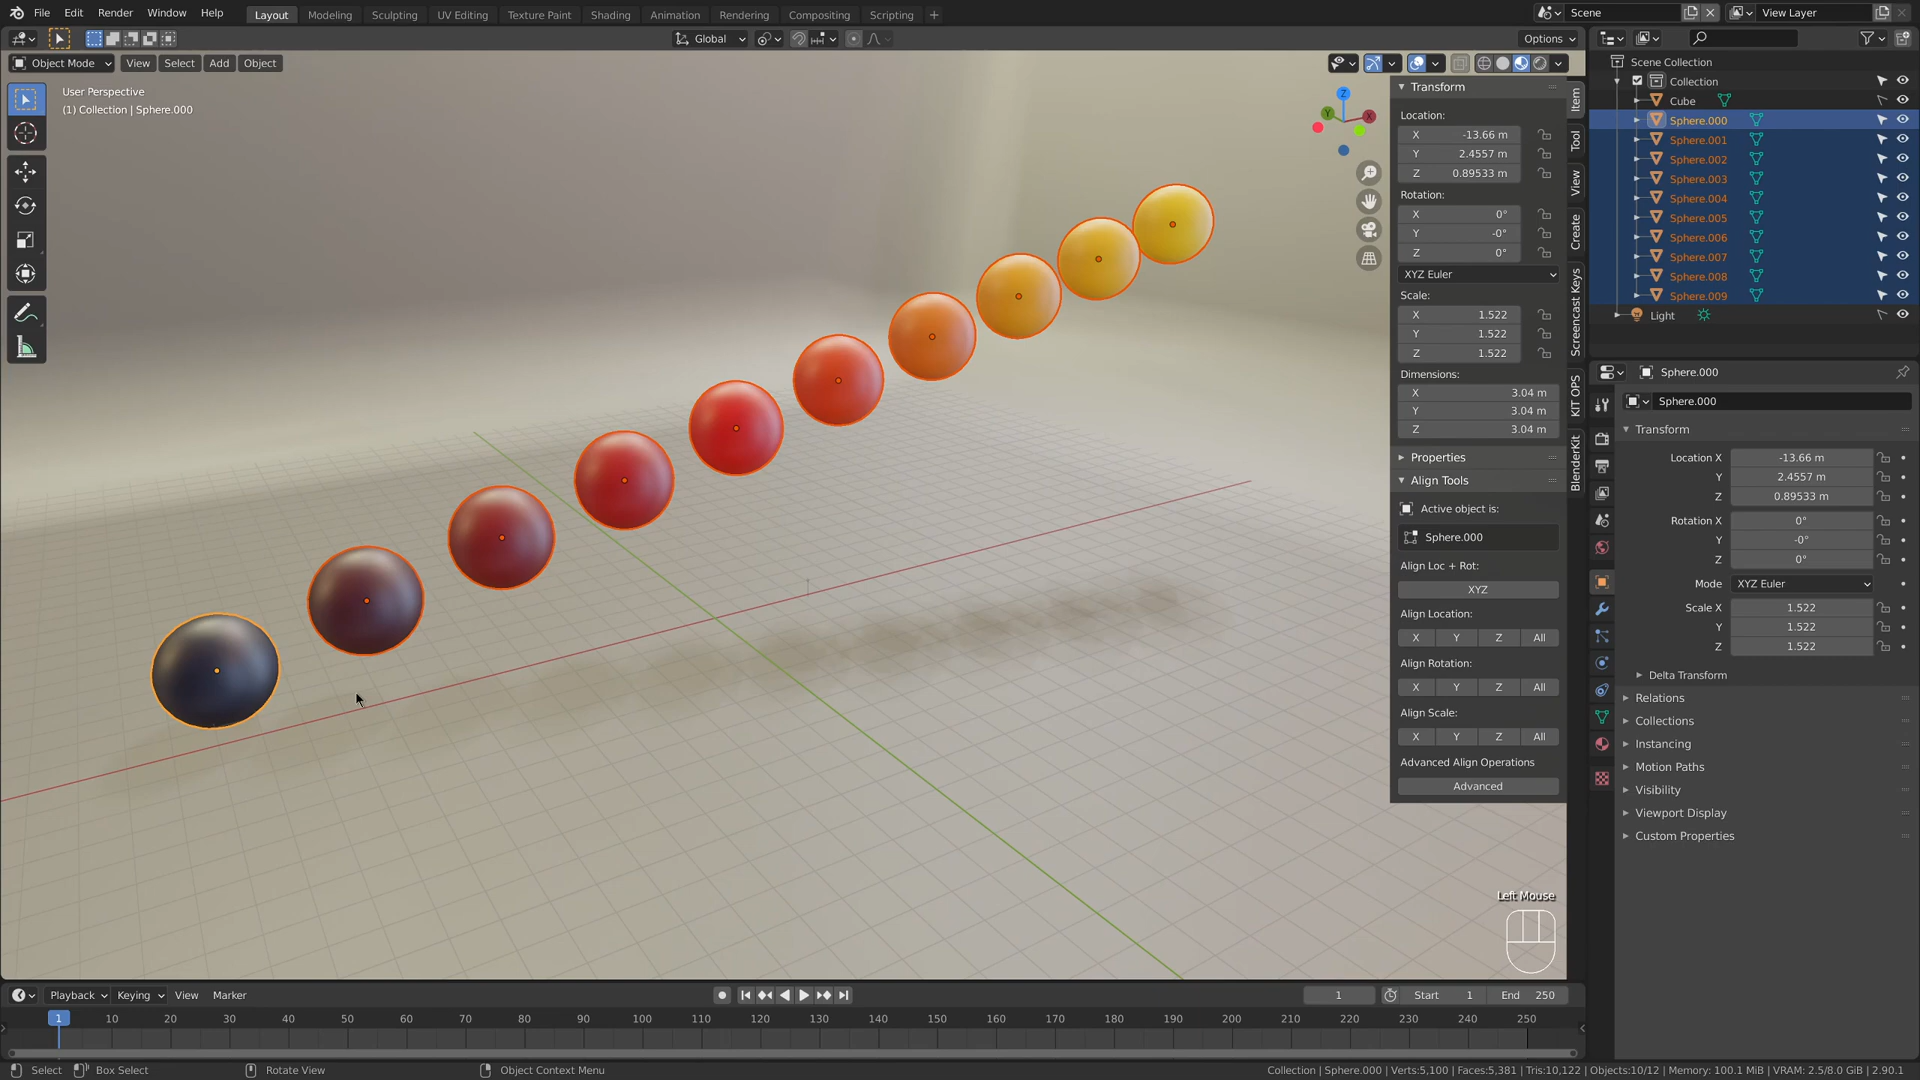 File Edit Render Window Help Layout Modeling Sculpting UV Editing Texture Paint Shading Animation Rendering Compositing Scripting + Scene View Layer
Global Options
Object Mode View Select Add Object
User Perspective
(1) Collection | Sphere.000
Z
Y
X
Transform
Location:
X -13.66 m
Y 2.4557 m
Z 0.89533 m
Rotation:
X 0°
Y -0°
Z 0°
XYZ Euler
Scale:
X 1.522
Y 1.522
Z 1.522
Dimensions:
X 3.04 m
Y 3.04 m
Z 3.04 m
Properties
Align Tools
Active object is:
Sphere.000
Align Loc + Rot:
XYZ
Align Location:
X Y Z All
Align Rotation:
X Y Z All
Align Scale:
X Y Z All
Advanced Align Operations
Advanced
Item
Tool
View
Create
Screencast Keys
KIT OPS
BlenderKit
Left Mouse
Scene Collection
Collection
Cube
Sphere.000
Sphere.001
Sphere.002
Sphere.003
Sphere.004
Sphere.005
Sphere.006
Sphere.007
Sphere.008
Sphere.009
Light
Sphere.000
Sphere.000
Transform
Location X -13.66 m
Y 2.4557 m
Z 0.89533 m
Rotation X 0°
Y -0°
Z 0°
Mode XYZ Euler
Scale X 1.522
Y 1.522
Z 1.522
Delta Transform
Relations
Collections
Instancing
Motion Paths
Visibility
Viewport Display
Custom Properties
Playback Keying View Marker 1 Start 1 End 250
1 10 20 30 40 50 60 70 80 90 100 110 120 130 140 150 160 170 180 190 200 210 220 230 240 250
Select Box Select Rotate View Object Context Menu Collection | Sphere.000 | Verts:5,100 | Faces:5,381 | Tris:10,122 | Objects:10/12 | Memory: 100.1 MiB | VRAM: 2.5/8.0 GiB | 2.90.1